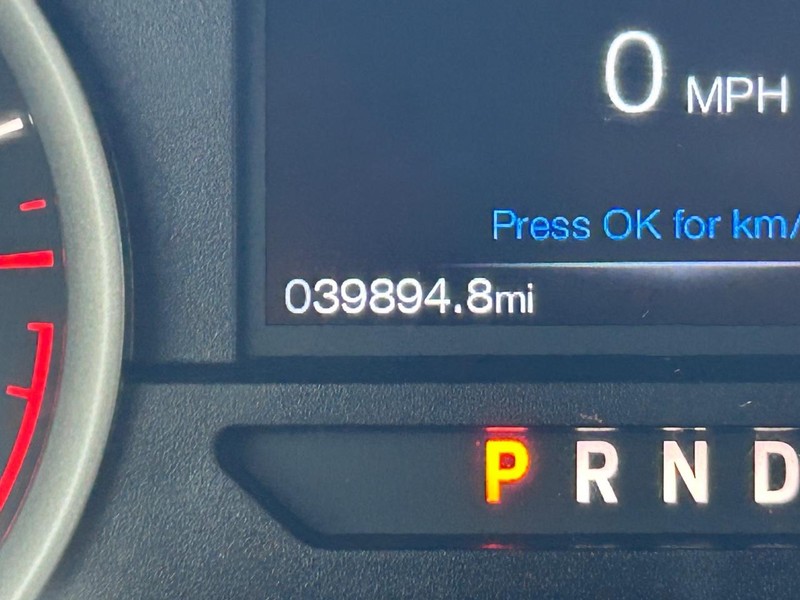 0 MPH
Press OK for km/
039894.8mi
P R N D